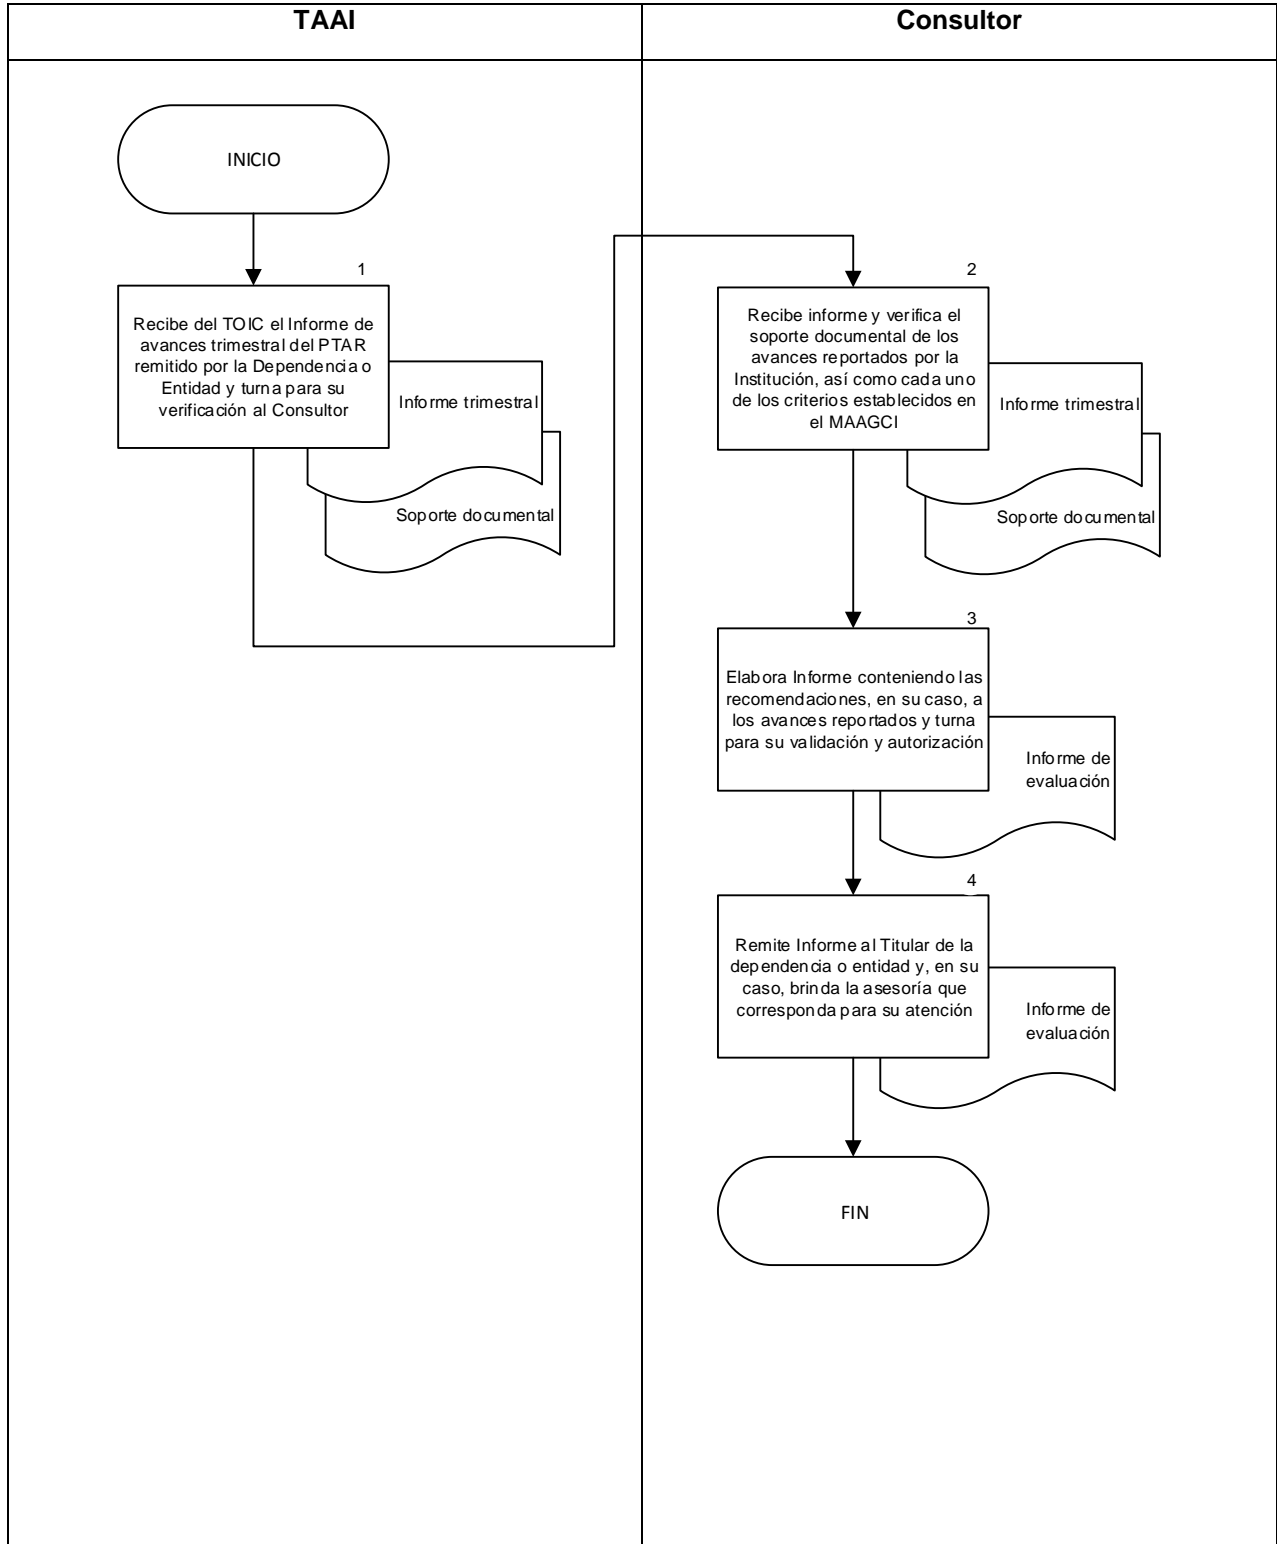 TAAI
Consultor
INICIO
1
Recibe del TOIC el Informe de
avances trimestral del PTAR
remitido por la Dependencia o
Entidad y turna para su
verificación al Consultor
Informe trimestral
Soporte documental
2
Recibe informe y verifica el
soporte documental de los
avances reportados por la
Institución, así como cada uno
de los criterios establecidos en
el MAAGCI
Informe trimestral
Soporte documental
3
Elabora Informe conteniendo las
recomendaciones, en su caso, a
los avances reportados y turna
para su validación y autorización
Informe de
evaluación
4
Remite Informe al Titular de la
dependencia o entidad y, en su
caso, brinda la asesoría que
corresponda para su atención
Informe de
evaluación
FIN